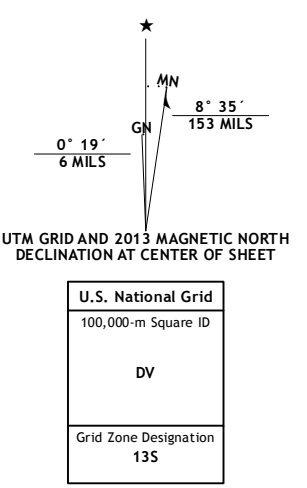 ★
MN
GN
8° 35´
153 MILS
0° 19´
6 MILS
UTM GRID AND 2013 MAGNETIC NORTH
DECLINATION AT CENTER OF SHEET
U.S. National Grid
100,000-m Square ID
DV
Grid Zone Designation
13S